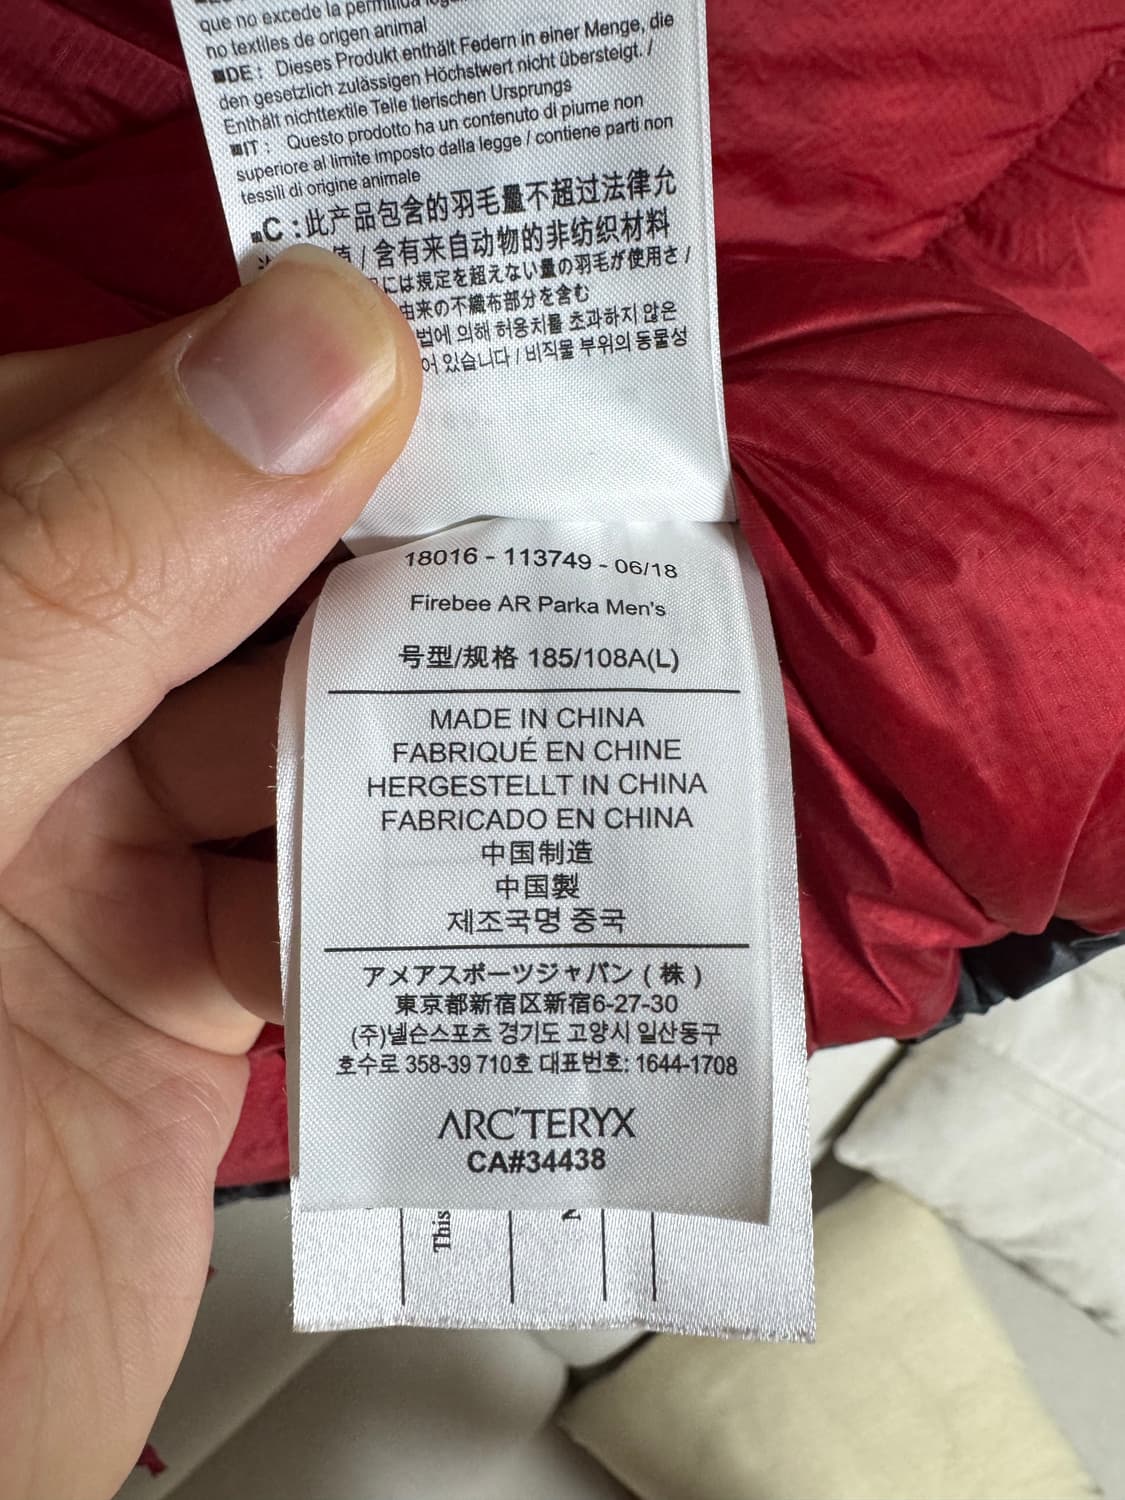 que no excede la permitida
no textiles de origen animal
■DE : Dieses Produkt enthält Federn in einer Menge, die
den gesetzlich zulässigen Höchstwert nicht übersteigt. /
Enthält nichttextile Teile tierischen Ursprungs
■IT : Questo prodotto ha un contenuto di piume non
superiore al limite imposto dalla legge / contiene parti non
tessili di origine animale
■C : 此产品包含的羽毛量不超过法律允
值 / 含有来自动物的非纺织材料
には規定を超えない量の羽毛が使用さ /
由来の不織布部分を含む
법에 의해 허용치를 초과하지 않은
어 있습니다 / 비직물 부위의 동물성
18016 - 113749 - 06/18
Firebee AR Parka Men's
号型/规格 185/108A(L)
MADE IN CHINA
FABRIQUÉ EN CHINE
HERGESTELLT IN CHINA
FABRICADO EN CHINA
中国制造
中国製
제조국명 중국
アメアスポーツジャパン ( 株 )
東京都新宿区新宿6-27-30
(주)넬슨스포츠 경기도 고양시 일산동구
호수로 358-39 710호 대표번호: 1644-1708
ARC'TERYX
CA#34438
This